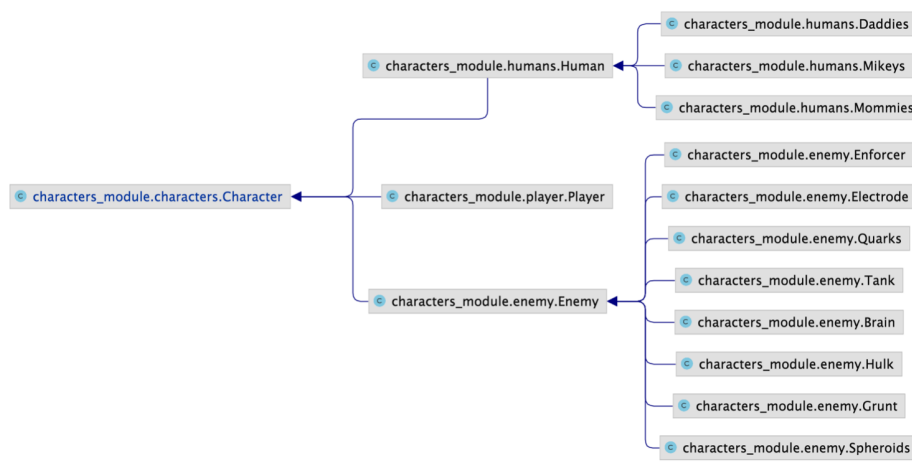 characters_module.humans.Daddies
characters_module.humans.Human
characters_module.humans.Mikeys
characters_module.humans.Mommies
characters_module.enemy.Enforcer
characters_module.characters.Character
characters_module.player.Player
characters_module.enemy.Electrode
characters_module.enemy.Quarks
characters_module.enemy.Tank
characters_module.enemy.Enemy
characters_module.enemy.Brain
characters_module.enemy.Hulk
characters_module.enemy.Grunt
characters_module.enemy.Spheroids